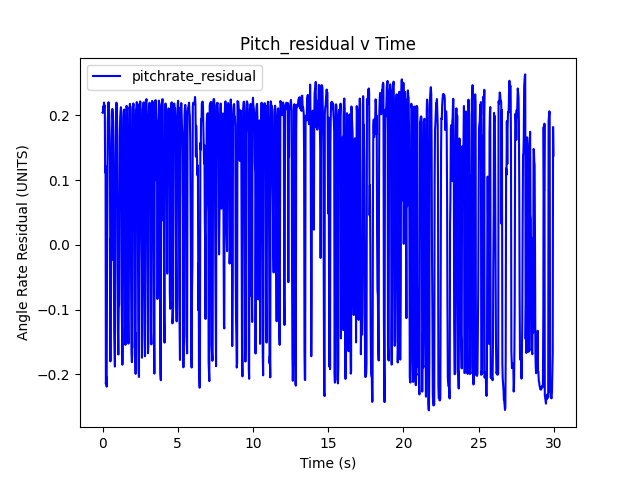 Pitch_residual v Time
pitchrate_residual
Angle Rate Residual (UNITS)
0.2
0.1
0.0
−0.1
−0.2
0 5 10 15 20 25 30
Time (s)